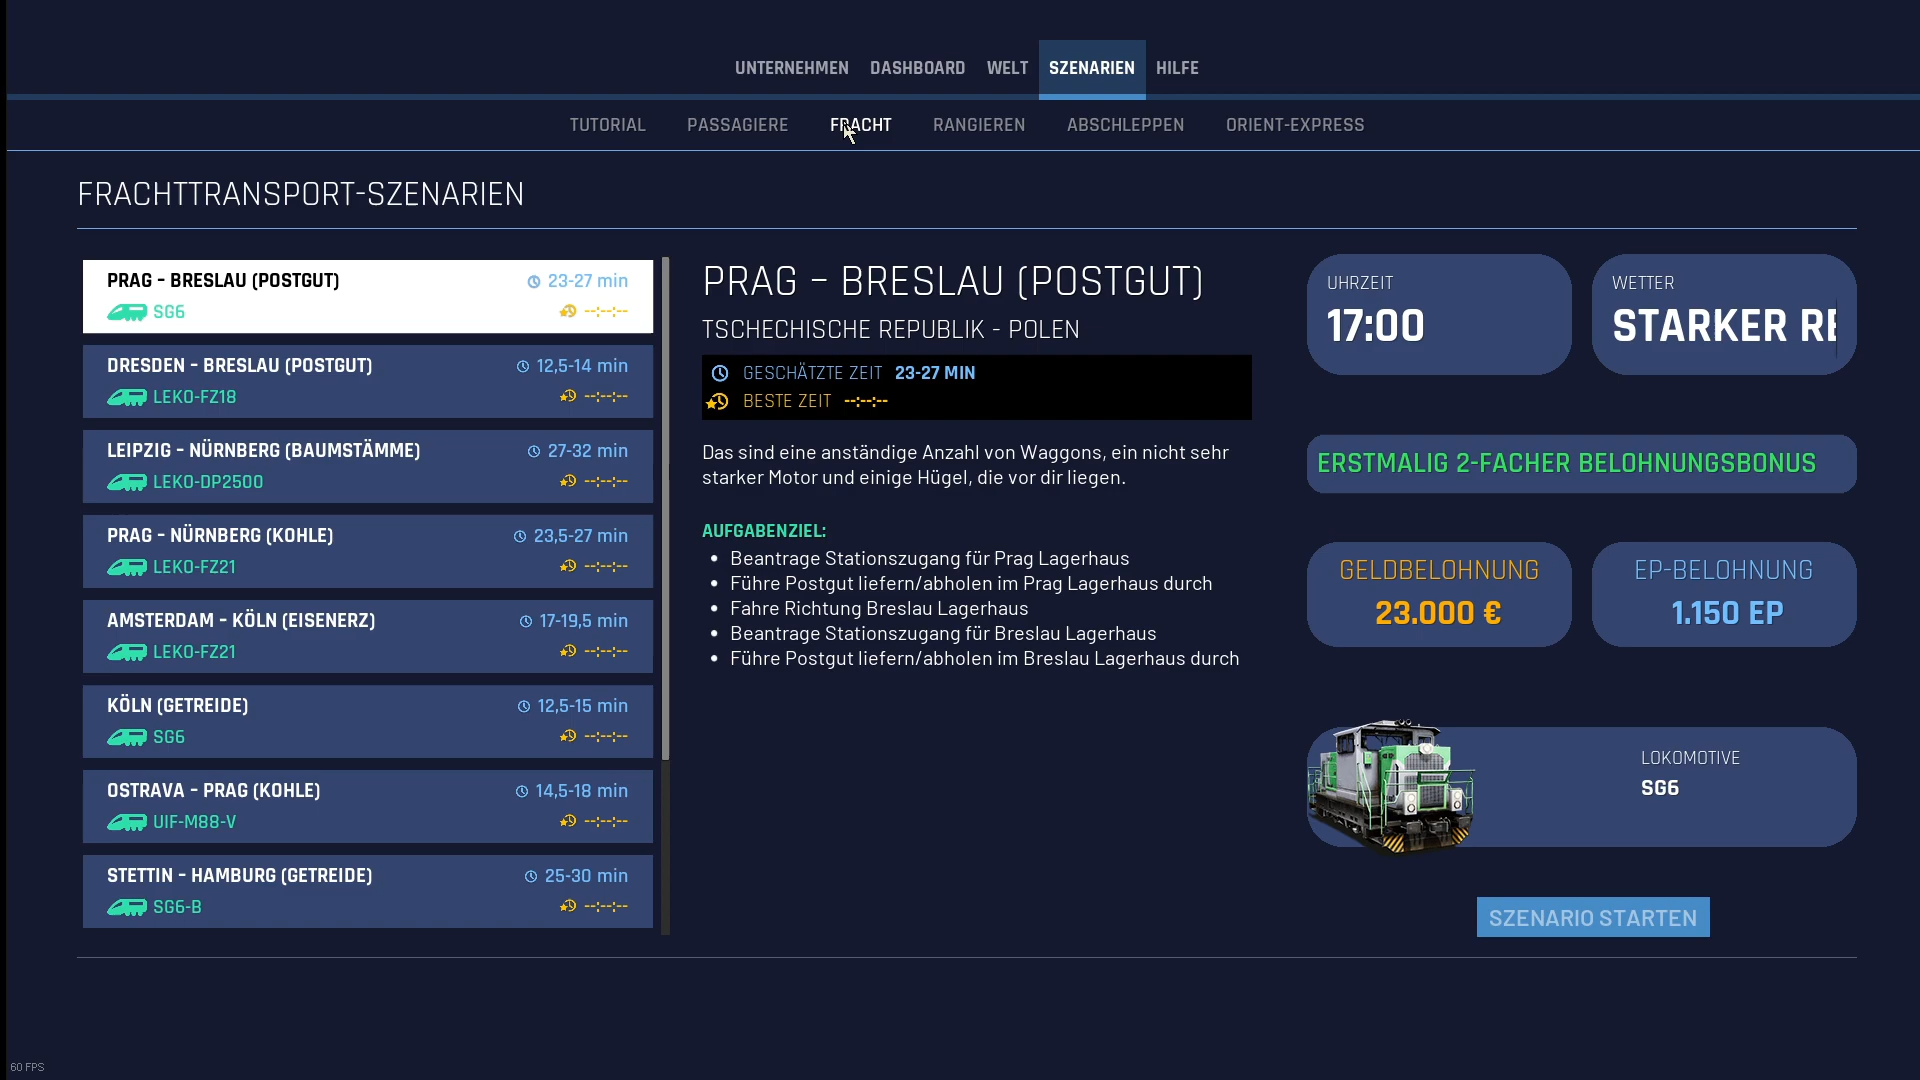 UNTERNEHMEN DASHBOARD WELT SZENARIEN HILFE
TUTORIAL PASSAGIERE FRACHT RANGIEREN ABSCHLEPPEN ORIENT-EXPRESS
FRACHTTRANSPORT-SZENARIEN
PRAG – BRESLAU (POSTGUT) 23-27 min
SG6 --:--:--
DRESDEN – BRESLAU (POSTGUT) 12,5-14 min
LEKO-FZ18 --:--:--
LEIPZIG – NÜRNBERG (BAUMSTÄMME) 27-32 min
LEKO-DP2500 --:--:--
PRAG – NÜRNBERG (KOHLE) 23,5-27 min
LEKO-FZ21 --:--:--
AMSTERDAM – KÖLN (EISENERZ) 17-19,5 min
LEKO-FZ21 --:--:--
KÖLN (GETREIDE) 12,5-15 min
SG6 --:--:--
OSTRAVA – PRAG (KOHLE) 14,5-18 min
UIF-M88-V --:--:--
STETTIN – HAMBURG (GETREIDE) 25-30 min
SG6-B --:--:--
PRAG – BRESLAU (POSTGUT)
TSCHECHISCHE REPUBLIK - POLEN
GESCHÄTZTE ZEIT 23-27 MIN
BESTE ZEIT --:--:--
Das sind eine anständige Anzahl von Waggons, ein nicht sehr
starker Motor und einige Hügel, die vor dir liegen.
AUFGABENZIEL:
• Beantrage Stationszugang für Prag Lagerhaus
• Führe Postgut liefern/abholen im Prag Lagerhaus durch
• Fahre Richtung Breslau Lagerhaus
• Beantrage Stationszugang für Breslau Lagerhaus
• Führe Postgut liefern/abholen im Breslau Lagerhaus durch
UHRZEIT
17:00
WETTER
STARKER RE
ERSTMALIG 2-FACHER BELOHNUNGSBONUS
GELDBELOHNUNG
23.000 €
EP-BELOHNUNG
1.150 EP
LOKOMOTIVE
SG6
SZENARIO STARTEN
60 FPS